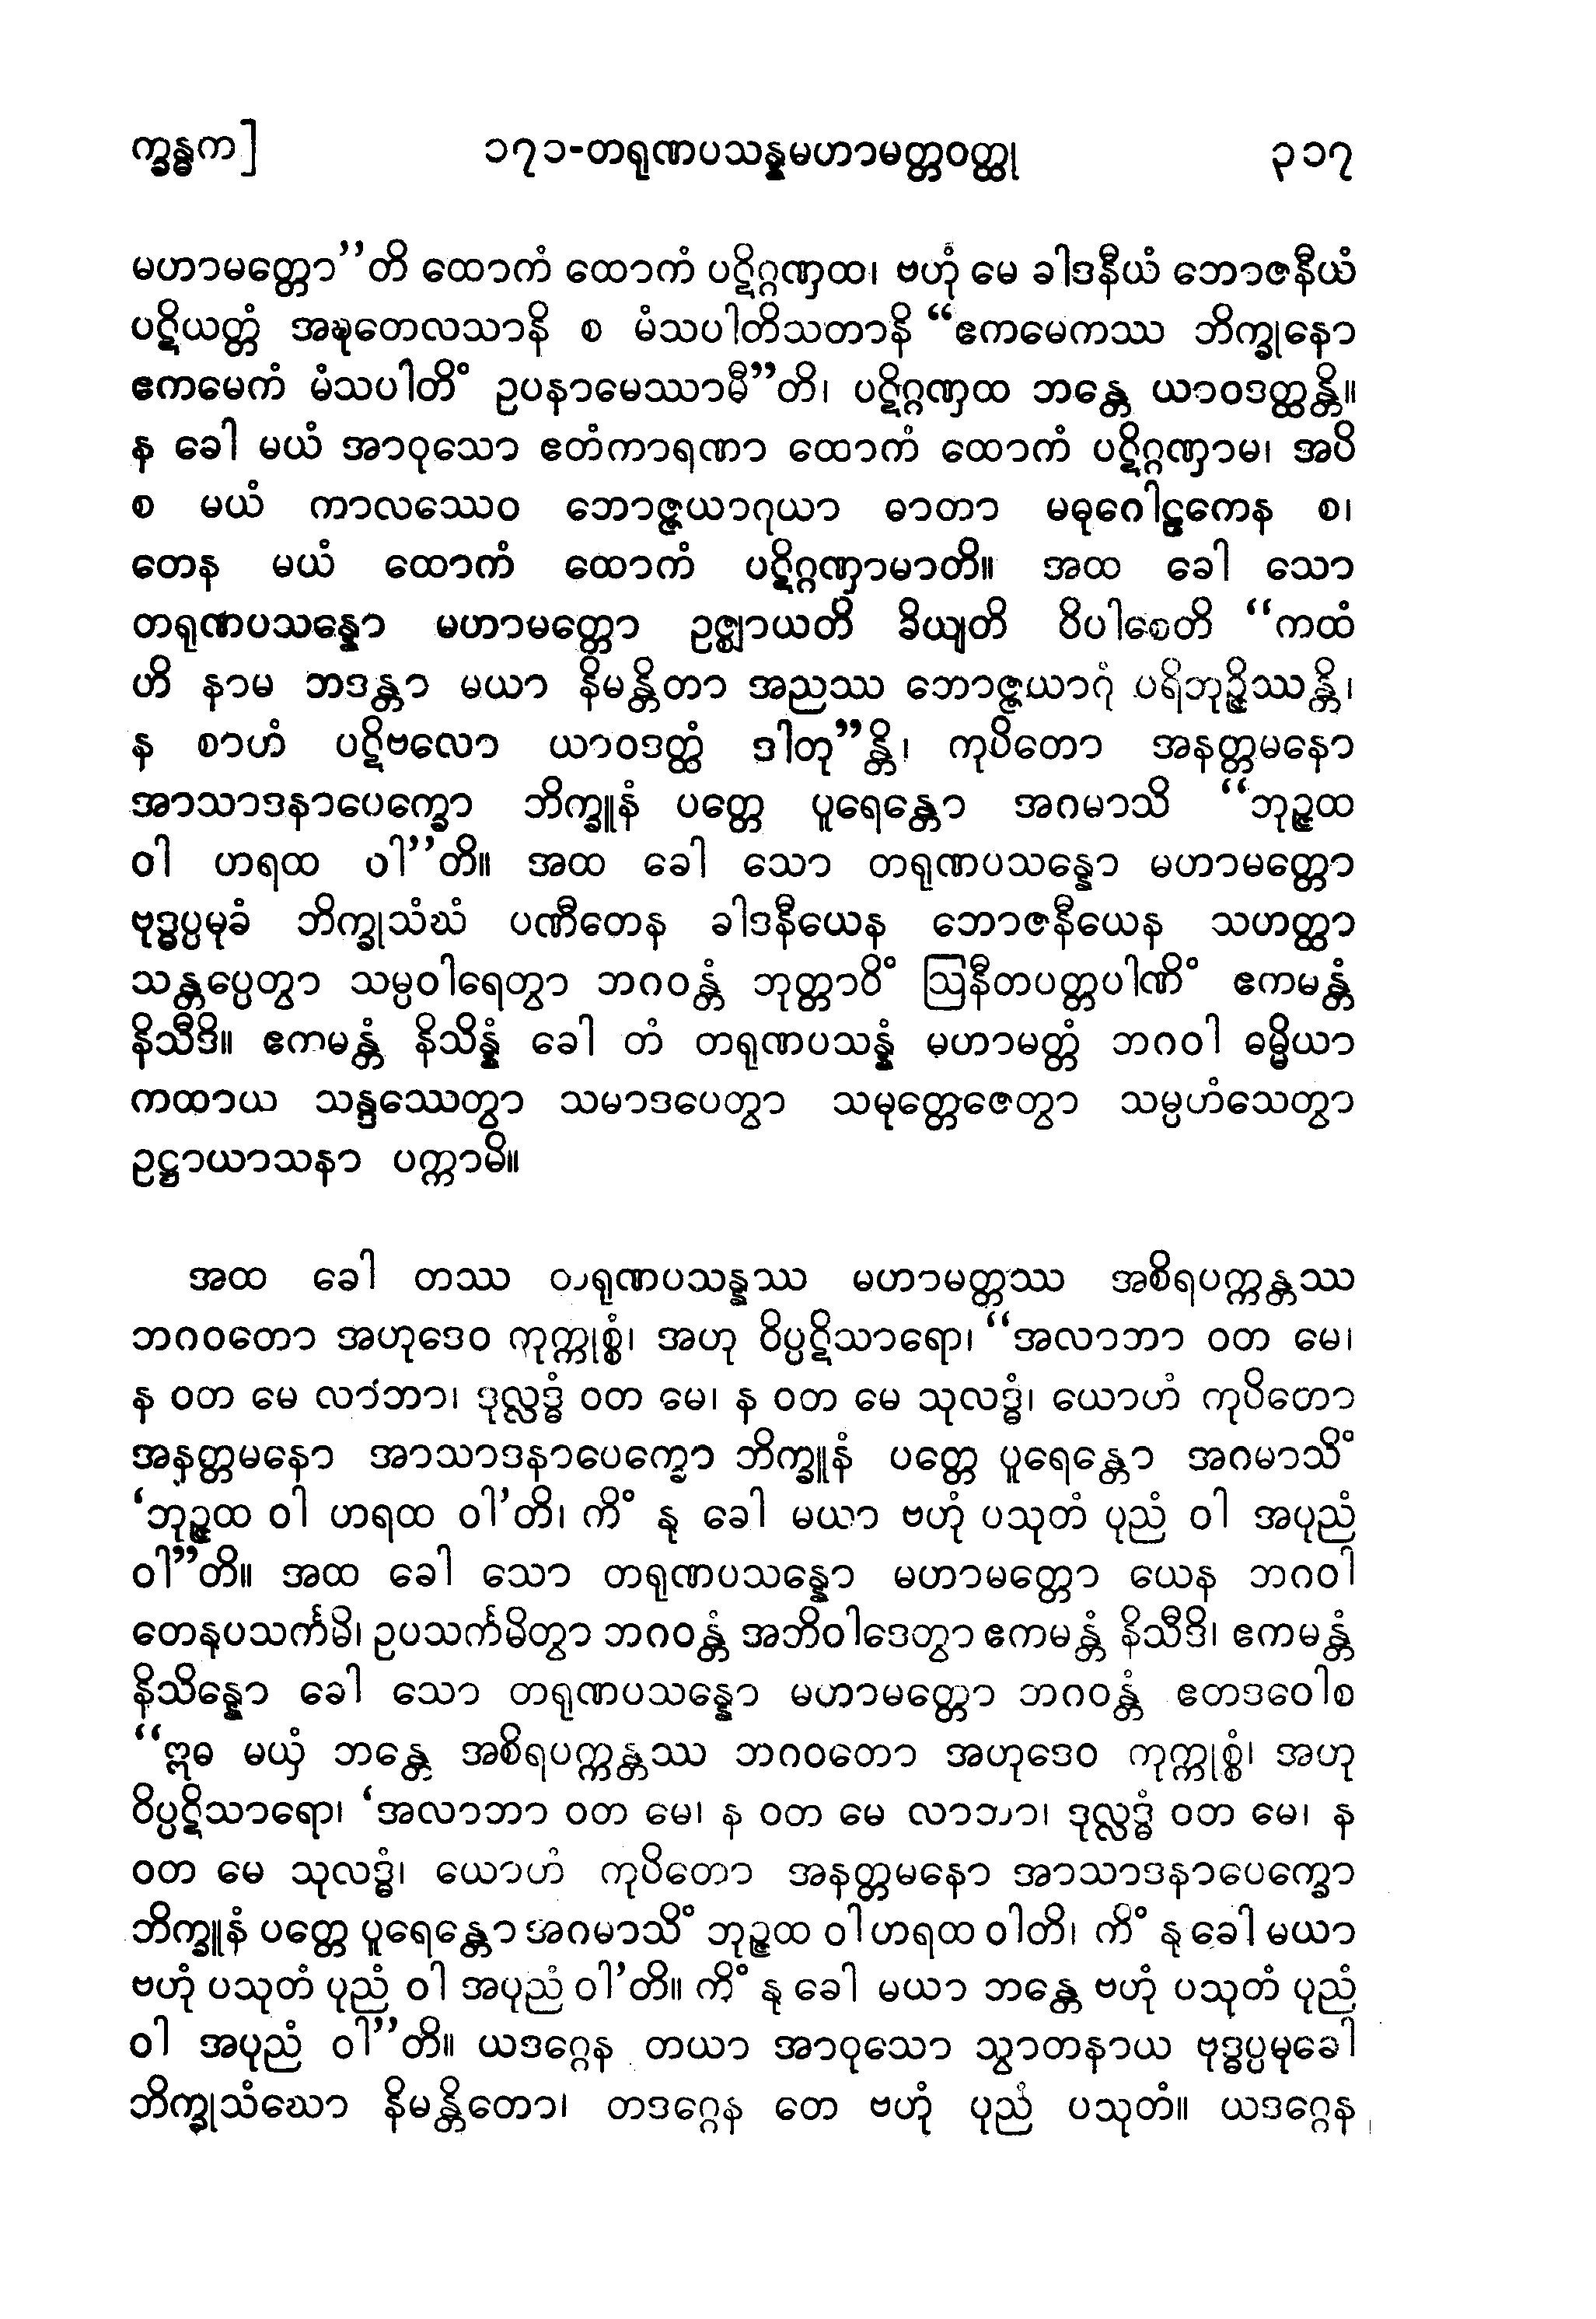 က္ခန္ဓက] ၁၇၁-တရုဏပသန္နမဟာမတ္တဝတ္ထု ၃၁၇
မဟာမတ္တော’’တိ ထောကံ ထောကံ ပဋိဂ္ဂဏှထ၊ ဗဟုံ မေ ခါဒနီယံ ဘောဇနီယံ
ပဋိယတ္တံ အဍ္ဎတေလသာနိ စ မံသပါတိသတာနိ ‘‘ဧကမေကဿ ဘိက္ခုနော
ဧကမေကံ မံသပါတိံ ဥပနာမေဿာမီ’’တိ၊ ပဋိဂ္ဂဏှထ ဘန္တေ ယာဝဒတ္ထန္တိ။
န ခေါ မယံ အာဝုသော ဧတံကာရဏာ ထောကံ ထောကံ ပဋိဂ္ဂဏှာမ၊ အပိ
စ မယံ ကာလဿေဝ ဘောဇ္ဇယာဂုယာ ဓာတာ မဓုဂေါဠကေန စ၊
တေန မယံ ထောကံ ထောကံ ပဋိဂ္ဂဏှာမာတိ။ အထ ခေါ သော
တရုဏပသန္နော မဟာမတ္တော ဥဇ္ဈာယတိ ခိယျတိ ဝိပါစေတိ ‘‘ကထံ
ဟိ နာမ ဘဒန္တာ မယာ နိမန္တိတာ အညဿ ဘောဇ္ဇယာဂုံ ပရိဘုဉ္ဇိဿန္တိ၊
န စာဟံ ပဋိဗလော ယာဝဒတ္ထံ ဒါတု’’န္တိ၊ ကုပိတော အနတ္တမနော
အာသာဒနာပေက္ခော ဘိက္ခူနံ ပတ္တေ ပူရေန္တော အဂမာသိ ‘‘ဘုဉ္ဇထ
ဝါ ဟရထ ဝါ’’တိ။ အထ ခေါ သော တရုဏပသန္နော မဟာမတ္တော
ဗုဒ္ဓပ္ပမုခံ ဘိက္ခုသံဃံ ပဏီတေန ခါဒနီယေန ဘောဇနီယေန သဟတ္ထာ
သန္တပ္ပေတွာ သမ္ပဝါရေတွာ ဘဂဝန္တံ ဘုတ္တာဝိံ ဩနီတပတ္တပါဏိံ ဧကမန္တံ
နိသီဒိ။ ဧကမန္တံ နိသိန္နံ ခေါ တံ တရုဏပသန္နံ မဟာမတ္တံ ဘဂဝါ ဓမ္မိယာ
ကထာယ သန္ဒဿေတွာ သမာဒပေတွာ သမုတ္တေဇေတွာ သမ္ပဟံသေတွာ
ဥဋ္ဌာယာသနာ ပက္ကာမိ။
အထ ခေါ တဿ တရုဏပသန္နဿ မဟာမတ္တဿ အစိရပက္ကန္တဿ
ဘဂဝတော အဟုဒေဝ ကုက္ကုစ္စံ၊ အဟု ဝိပ္ပဋိသာရော၊ ‘‘အလာဘာ ဝတ မေ၊
န ဝတ မေ လာဘာ၊ ဒုလ္လဒ္ဓံ ဝတ မေ၊ န ဝတ မေ သုလဒ္ဓံ၊ ယောဟံ ကုပိတော
အနတ္တမနော အာသာဒနာပေက္ခော ဘိက္ခူနံ ပတ္တေ ပူရေန္တော အဂမာသိံ
‘ဘုဉ္ဇထ ဝါ ဟရထ ဝါ’တိ၊ ကိံ နု ခေါ မယာ ဗဟုံ ပသုတံ ပုညံ ဝါ အပုညံ
ဝါ’’တိ။ အထ ခေါ သော တရုဏပသန္နော မဟာမတ္တော ယေန ဘဂဝါ
တေနုပသင်္ကမိ၊ ဥပသင်္ကမိတွာ ဘဂဝန္တံ အဘိဝါဒေတွာ ဧကမန္တံ နိသီဒိ၊ ဧကမန္တံ
နိသိန္နော ခေါ သော တရုဏပသန္နော မဟာမတ္တော ဘဂဝန္တံ ဧတဒဝေါစ
‘‘ဣဓ မယှံ ဘန္တေ အစိရပက္ကန္တဿ ဘဂဝတော အဟုဒေဝ ကုက္ကုစ္စံ၊ အဟု
ဝိပ္ပဋိသာရော၊ ‘အလာဘာ ဝတ မေ၊ န ဝတ မေ လာဘာ၊ ဒုလ္လဒ္ဓံ ဝတ မေ၊ န
ဝတ မေ သုလဒ္ဓံ၊ ယောဟံ ကုပိတော အနတ္တမနော အာသာဒနာပေက္ခော
ဘိက္ခူနံ ပတ္တေ ပူရေန္တော အဂမာသိံ ဘုဉ္ဇထ ဝါ ဟရထ ဝါတိ၊ ကိံ နု ခေါ မယာ
ဗဟုံ ပသုတံ ပုညံ ဝါ အပုညံ ဝါ’တိ။ ကိံ နု ခေါ မယာ ဘန္တေ ဗဟုံ ပသုတံ ပုညံ
ဝါ အပုညံ ဝါ’’တိ။ ယဒဂ္ဂေန တယာ အာဝုသော သွာတနာယ ဗုဒ္ဓပ္ပမုခေါ
ဘိက္ခုသံဃော နိမန္တိတော၊ တဒဂ္ဂေန တေ ဗဟုံ ပုညံ ပသုတံ။ ယဒဂ္ဂေန